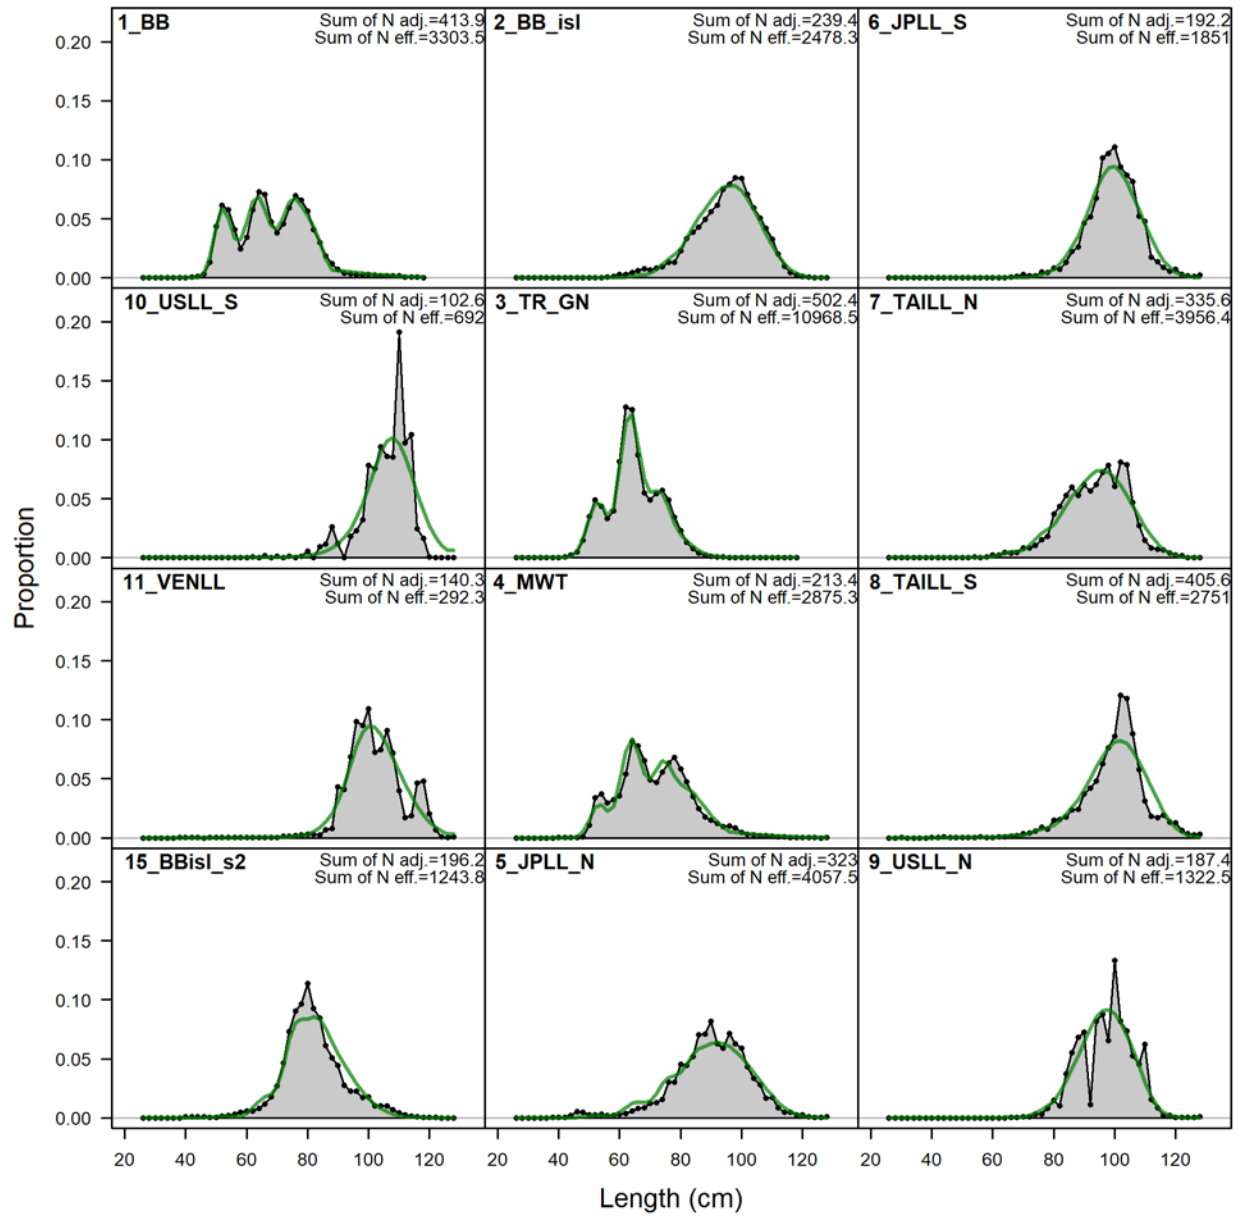 1_BB
Sum of N adj.=413.9
Sum of N eff.=3303.5
2_BB_isl
Sum of N adj.=239.4
Sum of N eff.=2478.3
6_JPLL_S
Sum of N adj.=192.2
Sum of N eff.=1851
0.20
0.15
0.10
0.05
0.00
10_USLL_S
Sum of N adj.=102.6
Sum of N eff.=692
3_TR_GN
Sum of N adj.=502.4
Sum of N eff.=10968.5
7_TAILL_N
Sum of N adj.=335.6
Sum of N eff.=3956.4
0.20
0.15
0.10
0.05
0.00
11_VENLL
Sum of N adj.=140.3
Sum of N eff.=292.3
4_MWT
Sum of N adj.=213.4
Sum of N eff.=2875.3
8_TAILL_S
Sum of N adj.=405.6
Sum of N eff.=2751
0.20
0.15
0.10
0.05
0.00
15_BBisl_s2
Sum of N adj.=196.2
Sum of N eff.=1243.8
5_JPLL_N
Sum of N adj.=323
Sum of N eff.=4057.5
9_USLL_N
Sum of N adj.=187.4
Sum of N eff.=1322.5
0.20
0.15
0.10
0.05
0.00
20 40 60 80 100 120
20 40 60 80 100 120
20 40 60 80 100 120
Proportion
Length (cm)